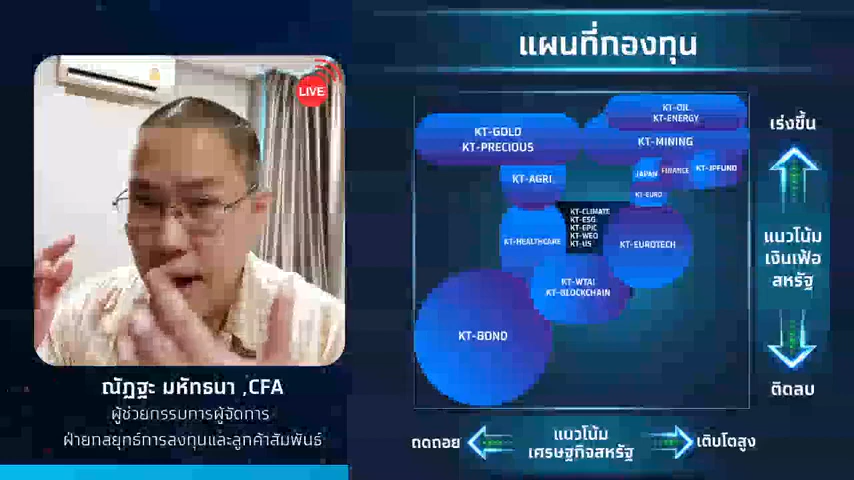 แผนที่กองทุน
LIVE
KT-OIL
KT-ENERGY
KT-GOLD
KT-PRECIOUS
KT-MINING
KT-AGRI
JAPAN
FINANCE
KT-JPFUND
KT-EURO
KT-CLIMATE
KT-ESG
KT-EPIC
KT-WEQ
KT-US
KT-HEALTHCARE
KT-EUROTECH
KT-WTAI
KT-BLOCKCHAIN
KT-BOND
เร่งขึ้น
แนวโน้ม
เงินเฟ้อ
สหรัฐ
ติดลบ
ถดถอย
แนวโน้ม
เศรษฐกิจสหรัฐ
เติบโตสูง
ณัฏฐะ มหัทธนา ,CFA
ผู้ช่วยกรรมการผู้จัดการ
ฝ่ายกลยุทธ์การลงทุนและลูกค้าสัมพันธ์